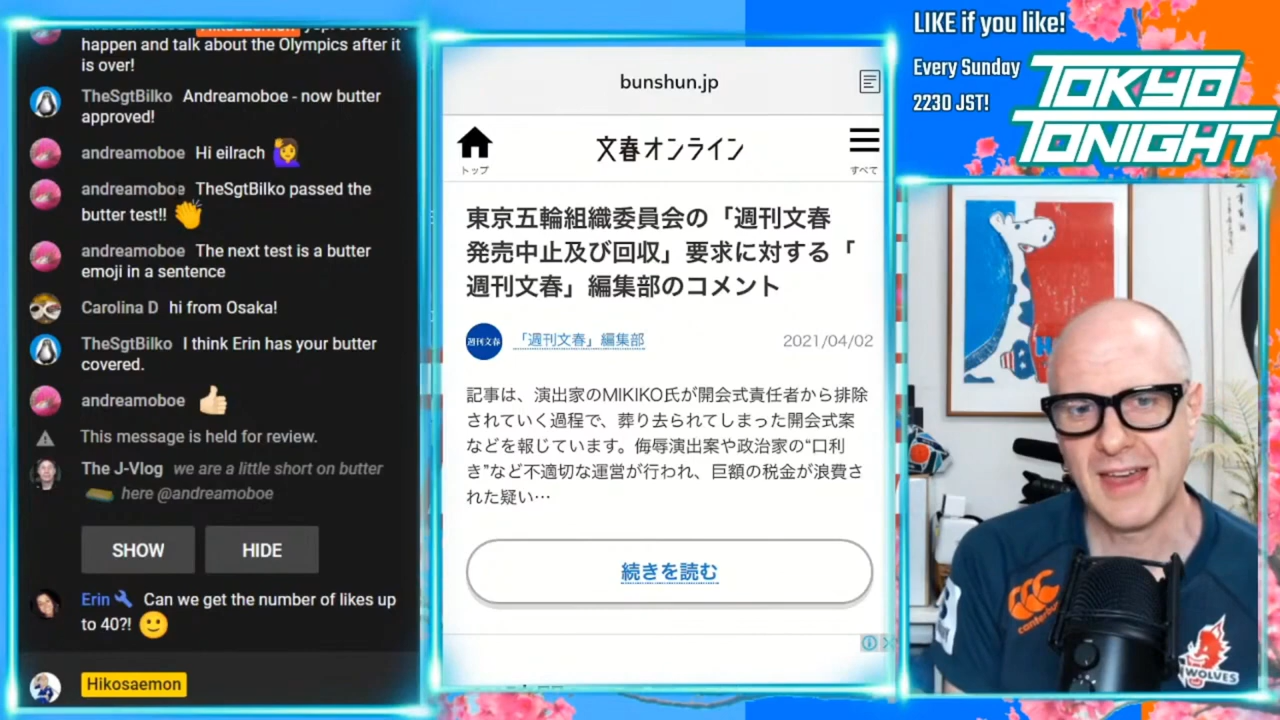 happen and talk about the Olympics after it
is over!
TheSgtBilko Andreamoboe - now butter
approved!
andreamoboe Hi eilrach
andreamoboe TheSgtBilko passed the
butter test!!
andreamoboe The next test is a butter
emoji in a sentence
Carolina D hi from Osaka!
TheSgtBilko I think Erin has your butter
covered.
andreamoboe
This message is held for review.
The J-Vlog we are a little short on butter
here @andreamoboe
SHOW HIDE
Erin Can we get the number of likes up
to 40?!
Hikosaemon
bunshun.jp
トップ
文春オンライン
すべて
東京五輪組織委員会の「週刊文春
発売中止及び回収」要求に対する「
週刊文春」編集部のコメント
週刊文春
「週刊文春」編集部
2021/04/02
記事は、演出家のMIKIKO氏が開会式責任者から排除
されていく過程で、葬り去られてしまった開会式案
などを報じています。侮辱演出案や政治家の“口利
き”など不適切な運営が行われ、巨額の税金が浪費さ
れた疑い…
続きを読む
LIKE if you like!
Every Sunday
2230 JST!
TOKYO
TONIGHT
canterbury
WOLVES